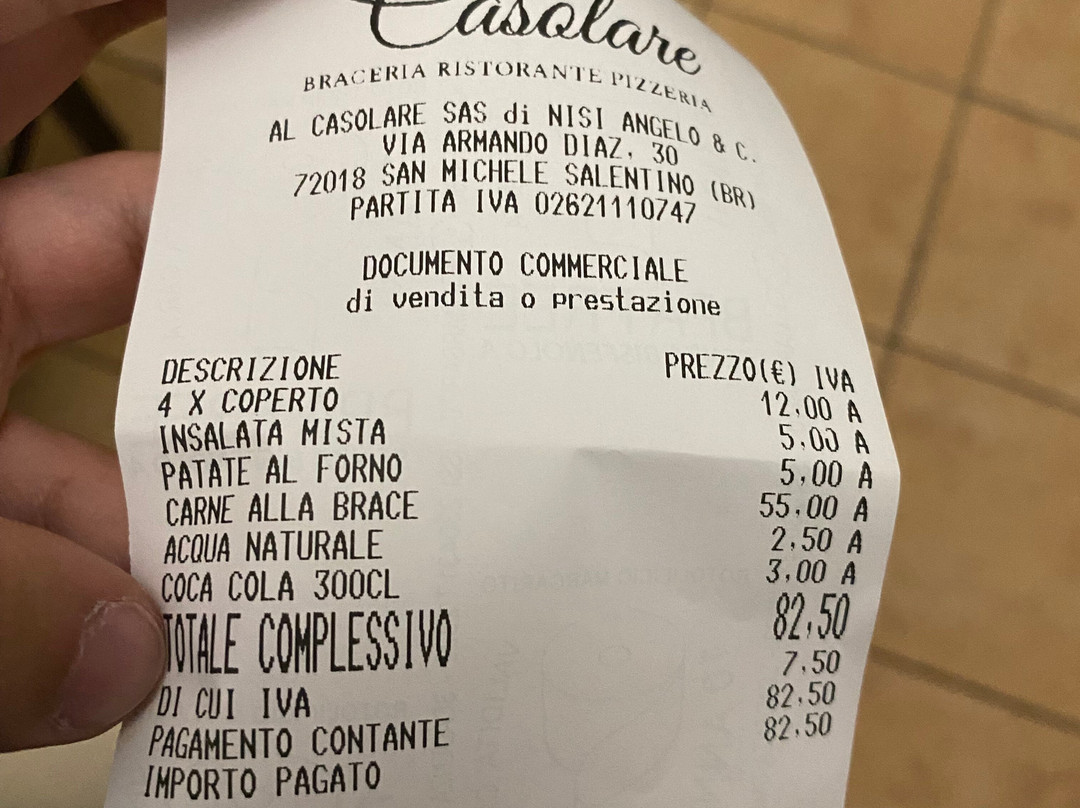 Casolare
BRACERIA RISTORANTE PIZZERIA
AL CASOLARE SAS di NISI ANGELO & C.
VIA ARMANDO DIAZ, 30
72018 SAN MICHELE SALENTINO (BR)
PARTITA IVA 02621110747
DOCUMENTO COMMERCIALE
di vendita o prestazione
DESCRIZIONE PREZZO(€) IVA
4 X COPERTO 12,00 A
INSALATA MISTA 5,00 A
PATATE AL FORNO 5,00 A
CARNE ALLA BRACE 55,00 A
ACQUA NATURALE 2,50 A
COCA COLA 300CL 3,00 A
TOTALE COMPLESSIVO 82,50
DI CUI IVA 7,50
PAGAMENTO CONTANTE 82,50
IMPORTO PAGATO 82,50